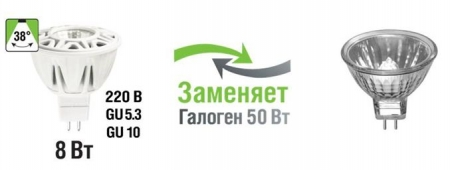 38°
220 В
GU 5.3
GU 10
8 Вт
Заменяет
Галоген 50 Вт